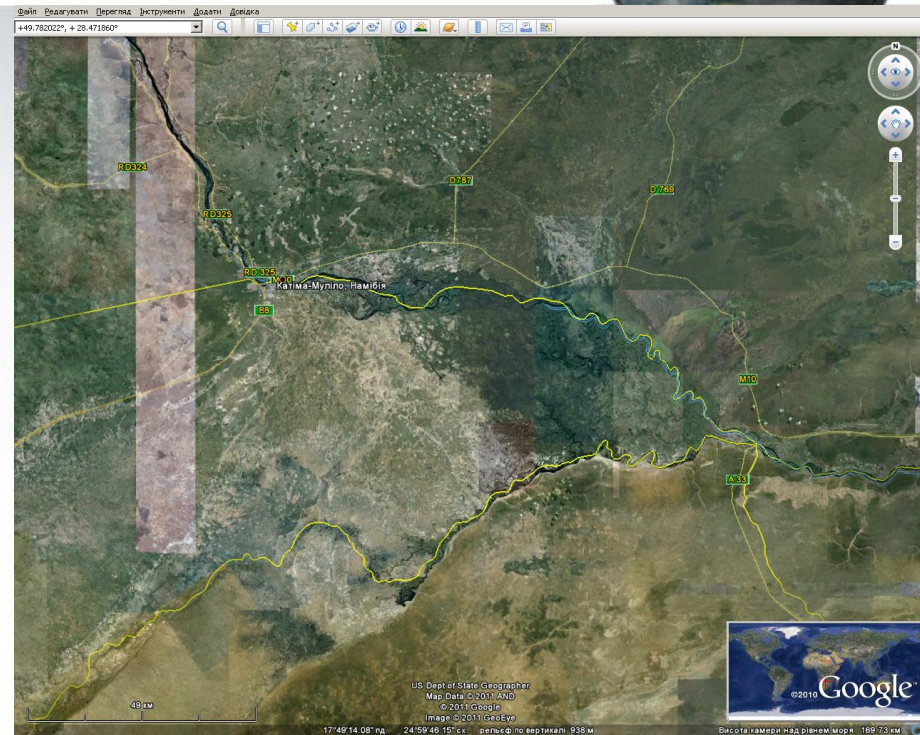 Файл Редагувати Перегляд Інструменти Додати Довідка
+49.782022°, + 28.471860°
N
RD324
D787
D 769
RD325
RD 325
Катіма-Муліло, Намібія
B8
M10
A 33
US Dept of State Geographer
Map Data © 2011 AND
© 2011 Google
Image © 2011 GeoEye
©2010 Google
49 км
17°49'14.08" пд. 24°59'46.15" сх. рельєф по вертикалі 938 м Висота камери над рівнем моря 169.73 км